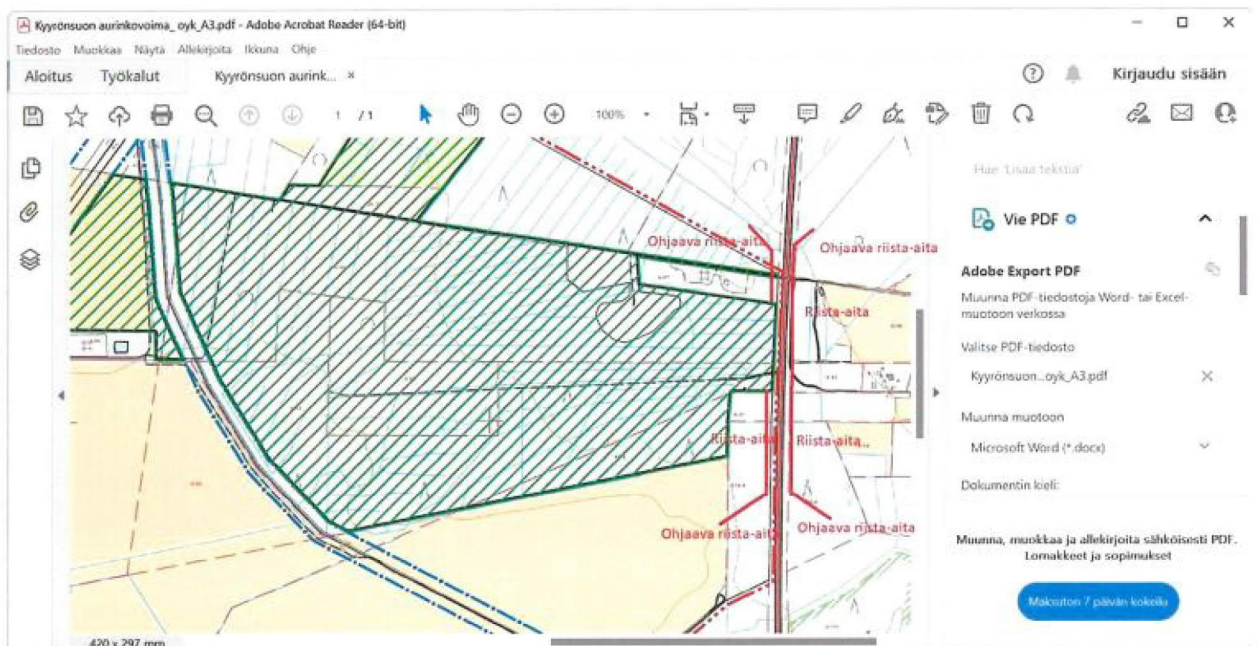 Kyyrönsuon aurinkovoima_ oyk_A3.pdf - Adobe Acrobat Reader (64-bit)
Tiedosto Muokkaa Näytä Allekirjoita Ikkuna Ohje
Aloitus Työkalut Kyyrönsuon aurink... ×
Kirjaudu sisään
1 / 1
100%
Hae 'Lisää tekstiä'
Vie PDF
Adobe Export PDF
Muunna PDF-tiedostoja Word- tai Excel-
muotoon verkossa
Valitse PDF-tiedosto
Kyyrönsuon...oyk_A3.pdf
Muunna muotoon
Microsoft Word (*.docx)
Dokumentin kieli:
Muunna, muokkaa ja allekirjoita sähköisesti PDF.
Lomakkeet ja sopimukset
Maksuton 7 päivän kokeilu
Ohjaava riista-aita
Ohjaava riista-aita
Riista-aita
Riista-aita
Riista-aita
Ohjaava riista-aita
Ohjaava riista-aita
420 x 297 mm